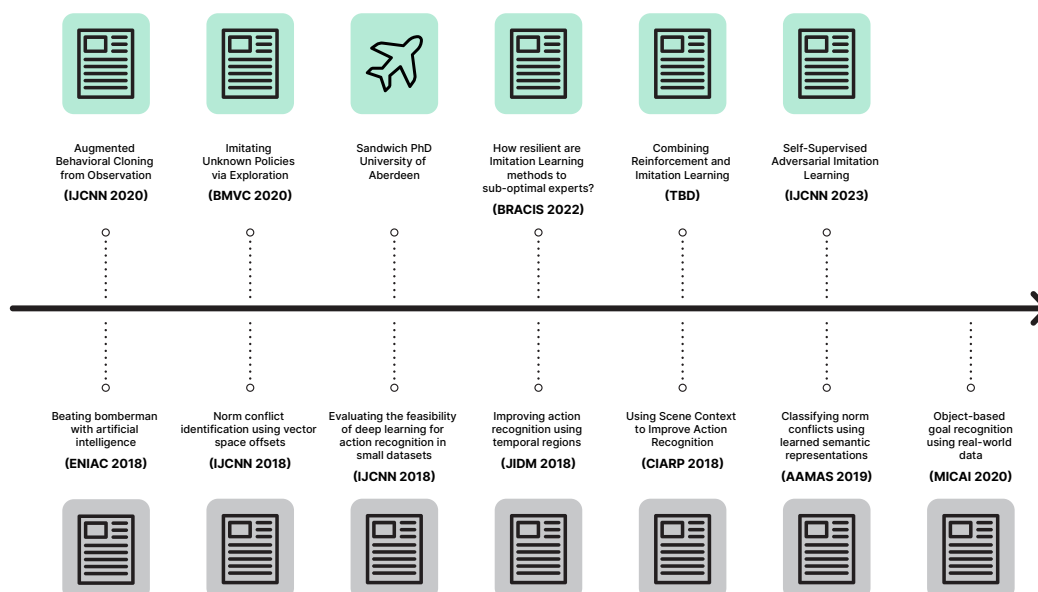 Augmented
Behavioral Cloning
from Observation
(IJCNN 2020)
Imitating
Unknown Policies
via Exploration
(BMVC 2020)
Sandwich PhD
University of
Aberdeen
How resilient are
Imitation Learning
methods to
sub-optimal experts?
(BRACIS 2022)
Combining
Reinforcement and
Imitation Learning
(TBD)
Self-Supervised
Adversarial Imitation
Learning
(IJCNN 2023)
Beating bomberman
with artificial
intelligence
(ENIAC 2018)
Norm conflict
identification using vector
space offsets
(IJCNN 2018)
Evaluating the feasibility
of deep learning for
action recognition in
small datasets
(IJCNN 2018)
Improving action
recognition using
temporal regions
(JIDM 2018)
Using Scene Context
to Improve Action
Recognition
(CIARP 2018)
Classifying norm
conflicts using
learned semantic
representations
(AAMAS 2019)
Object-based
goal recognition
using real-world
data
(MICAI 2020)